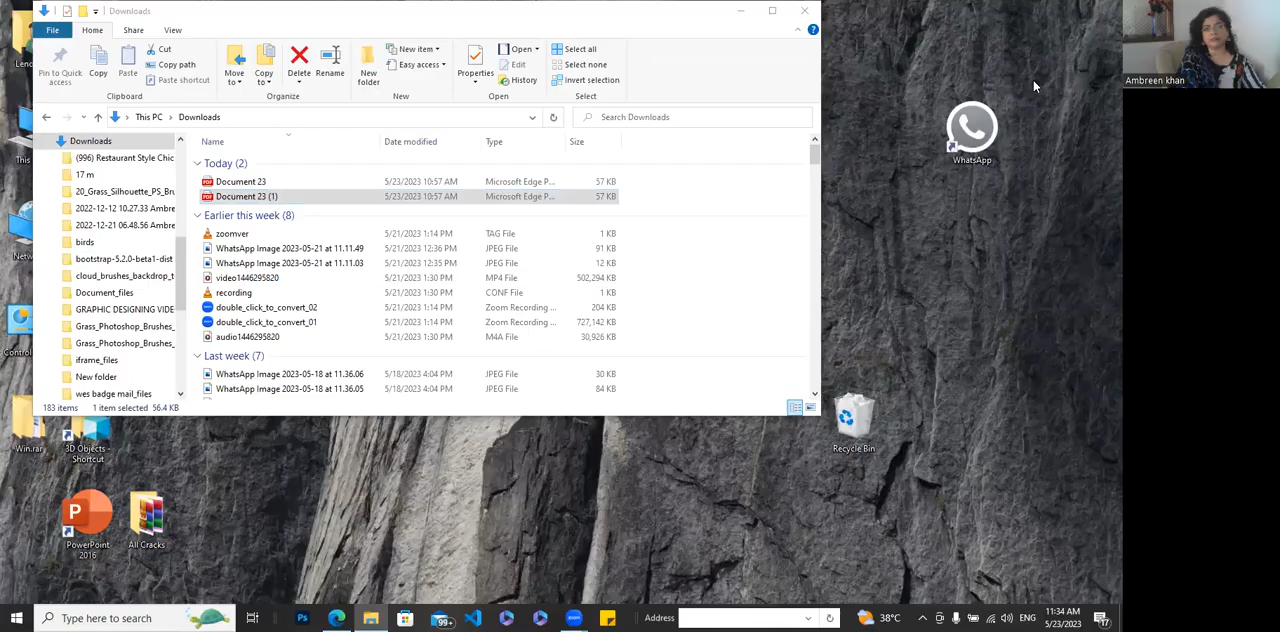 Downloads
File Home Share View
Pin to Quick access
Copy
Paste
Cut
Copy path
Paste shortcut
Clipboard
Move to
Copy to
Delete
Rename
Organize
New folder
New item
Easy access
New
Properties
Open
Edit
History
Open
Select all
Select none
Invert selection
Select
This PC > Downloads
Search Downloads
Downloads
(996) Restaurant Style Chic
17 m
20_Grass_Silhouette_PS_Bru
2022-12-12 10.27.33 Ambre
2022-12-21 06.48.56 Ambre
birds
bootstrap-5.2.0-beta1-dist
cloud_brushes_backdrop_t
Document_files
GRAPHIC DESIGNING VIDE
Grass_Photoshop_Brushes_
Grass_Photoshop_Brushes_
iframe_files
New folder
wes badge mail_files
Name Date modified Type Size
Today (2)
Document 23 5/23/2023 10:57 AM Microsoft Edge P... 57 KB
Document 23 (1) 5/23/2023 10:57 AM Microsoft Edge P... 57 KB
Earlier this week (8)
zoomver 5/21/2023 1:14 PM TAG File 1 KB
WhatsApp Image 2023-05-21 at 11.11.49 5/21/2023 12:36 PM JPEG File 91 KB
WhatsApp Image 2023-05-21 at 11.11.03 5/21/2023 12:35 PM JPEG File 12 KB
video1446295820 5/21/2023 1:30 PM MP4 File 502,294 KB
recording 5/21/2023 1:30 PM CONF File 1 KB
double_click_to_convert_02 5/21/2023 1:14 PM Zoom Recording ... 204 KB
double_click_to_convert_01 5/21/2023 1:14 PM Zoom Recording ... 727,142 KB
audio1446295820 5/21/2023 1:30 PM M4A File 30,926 KB
Last week (7)
WhatsApp Image 2023-05-18 at 11.36.06 5/18/2023 4:04 PM JPEG File 30 KB
WhatsApp Image 2023-05-18 at 11.36.05 5/18/2023 4:04 PM JPEG File 84 KB
183 items 1 item selected 56.4 KB
Leno
This
Netw
Control
Win.rar
3D Objects - Shortcut
P
PowerPoint 2016
All Cracks
WhatsApp
Recycle Bin
Ambreen khan
Type here to search
Ps
99+
zoom
Address
38°C
ENG
11:34 AM
5/23/2023
17